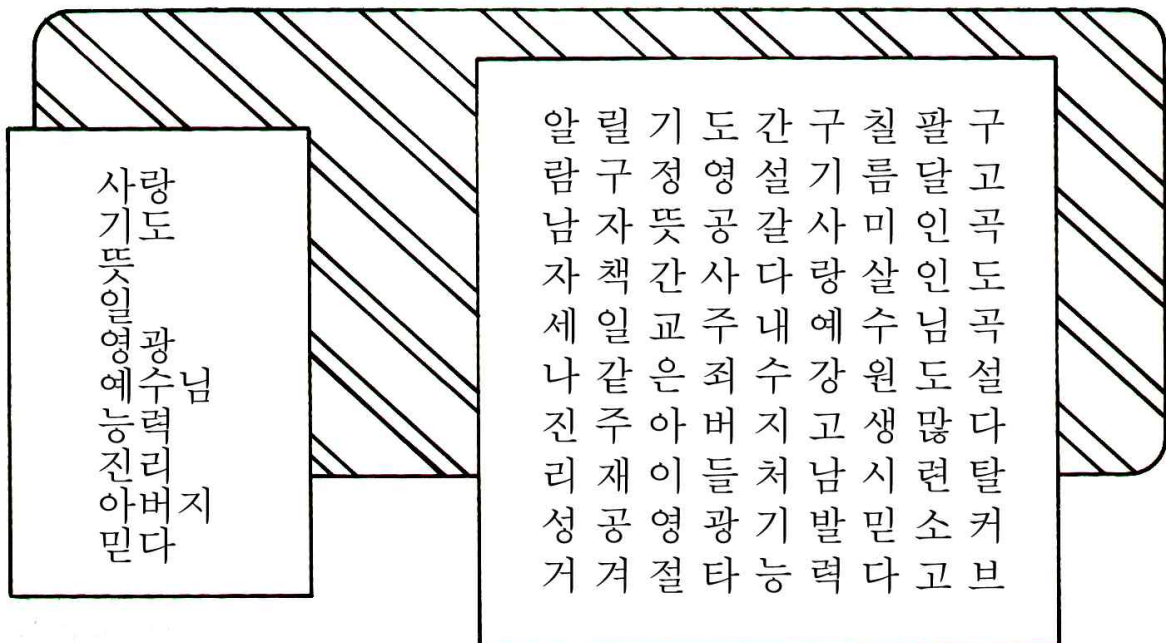 사랑
기도
뜻
일
영광
예수님
능력
진리
아버지
믿다
알 릴 기 도 간 구 칠 팔 구
람 구 정 영 설 기 름 달 고
남 자 뜻 공 갈 사 미 인 곡
자 책 간 사 다 랑 살 인 도
세 일 교 주 내 예 수 님 곡
나 같 은 죄 수 강 원 도 설
진 주 아 버 지 고 생 많 다
리 재 이 들 처 남 시 련 탈
성 공 영 광 기 발 믿 소 커
거 겨 절 타 능 력 다 고 브